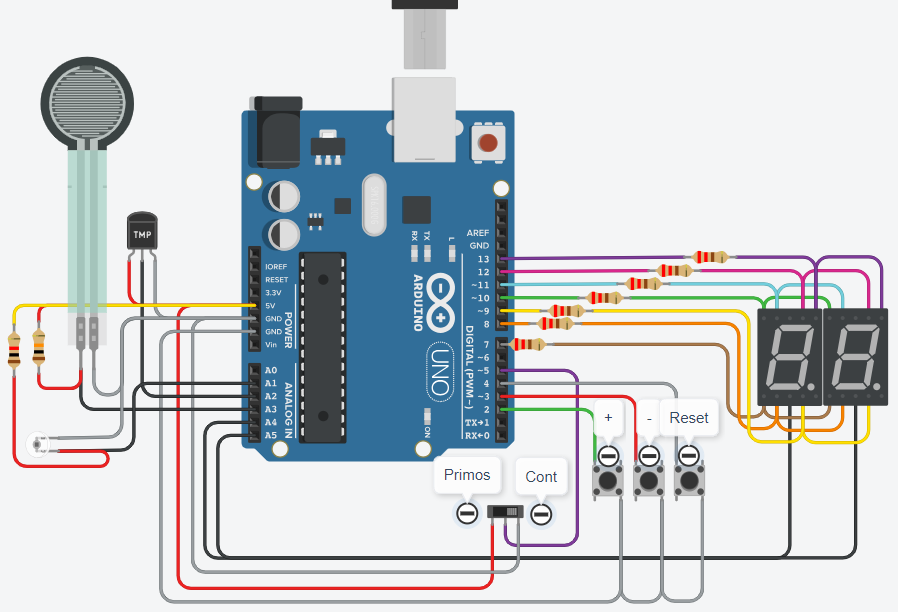 TMP
RX
TX
L
AREF
GND
13
12
~11
~10
~9
8
7
~6
~5
4
~3
2
TX→1
RX←0
DIGITAL (PWM~)
IOREF
RESET
3.3V
5V
GND
GND
Vin
POWER
A0
A1
A2
A3
A4
A5
ANALOG IN
ARDUINO
UNO
ON
+
-
Reset
Primos
Cont